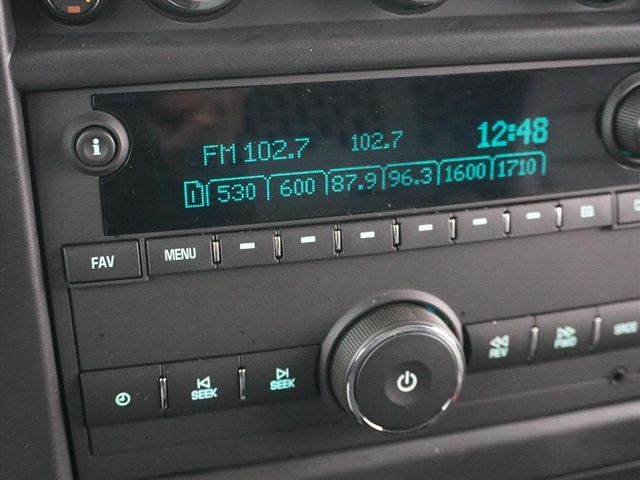 FM 102.7 102.7 12:48
i
1 530 600 87.9 96.3 1600 1710
FAV MENU EQ
REV FWD
SEEK SEEK